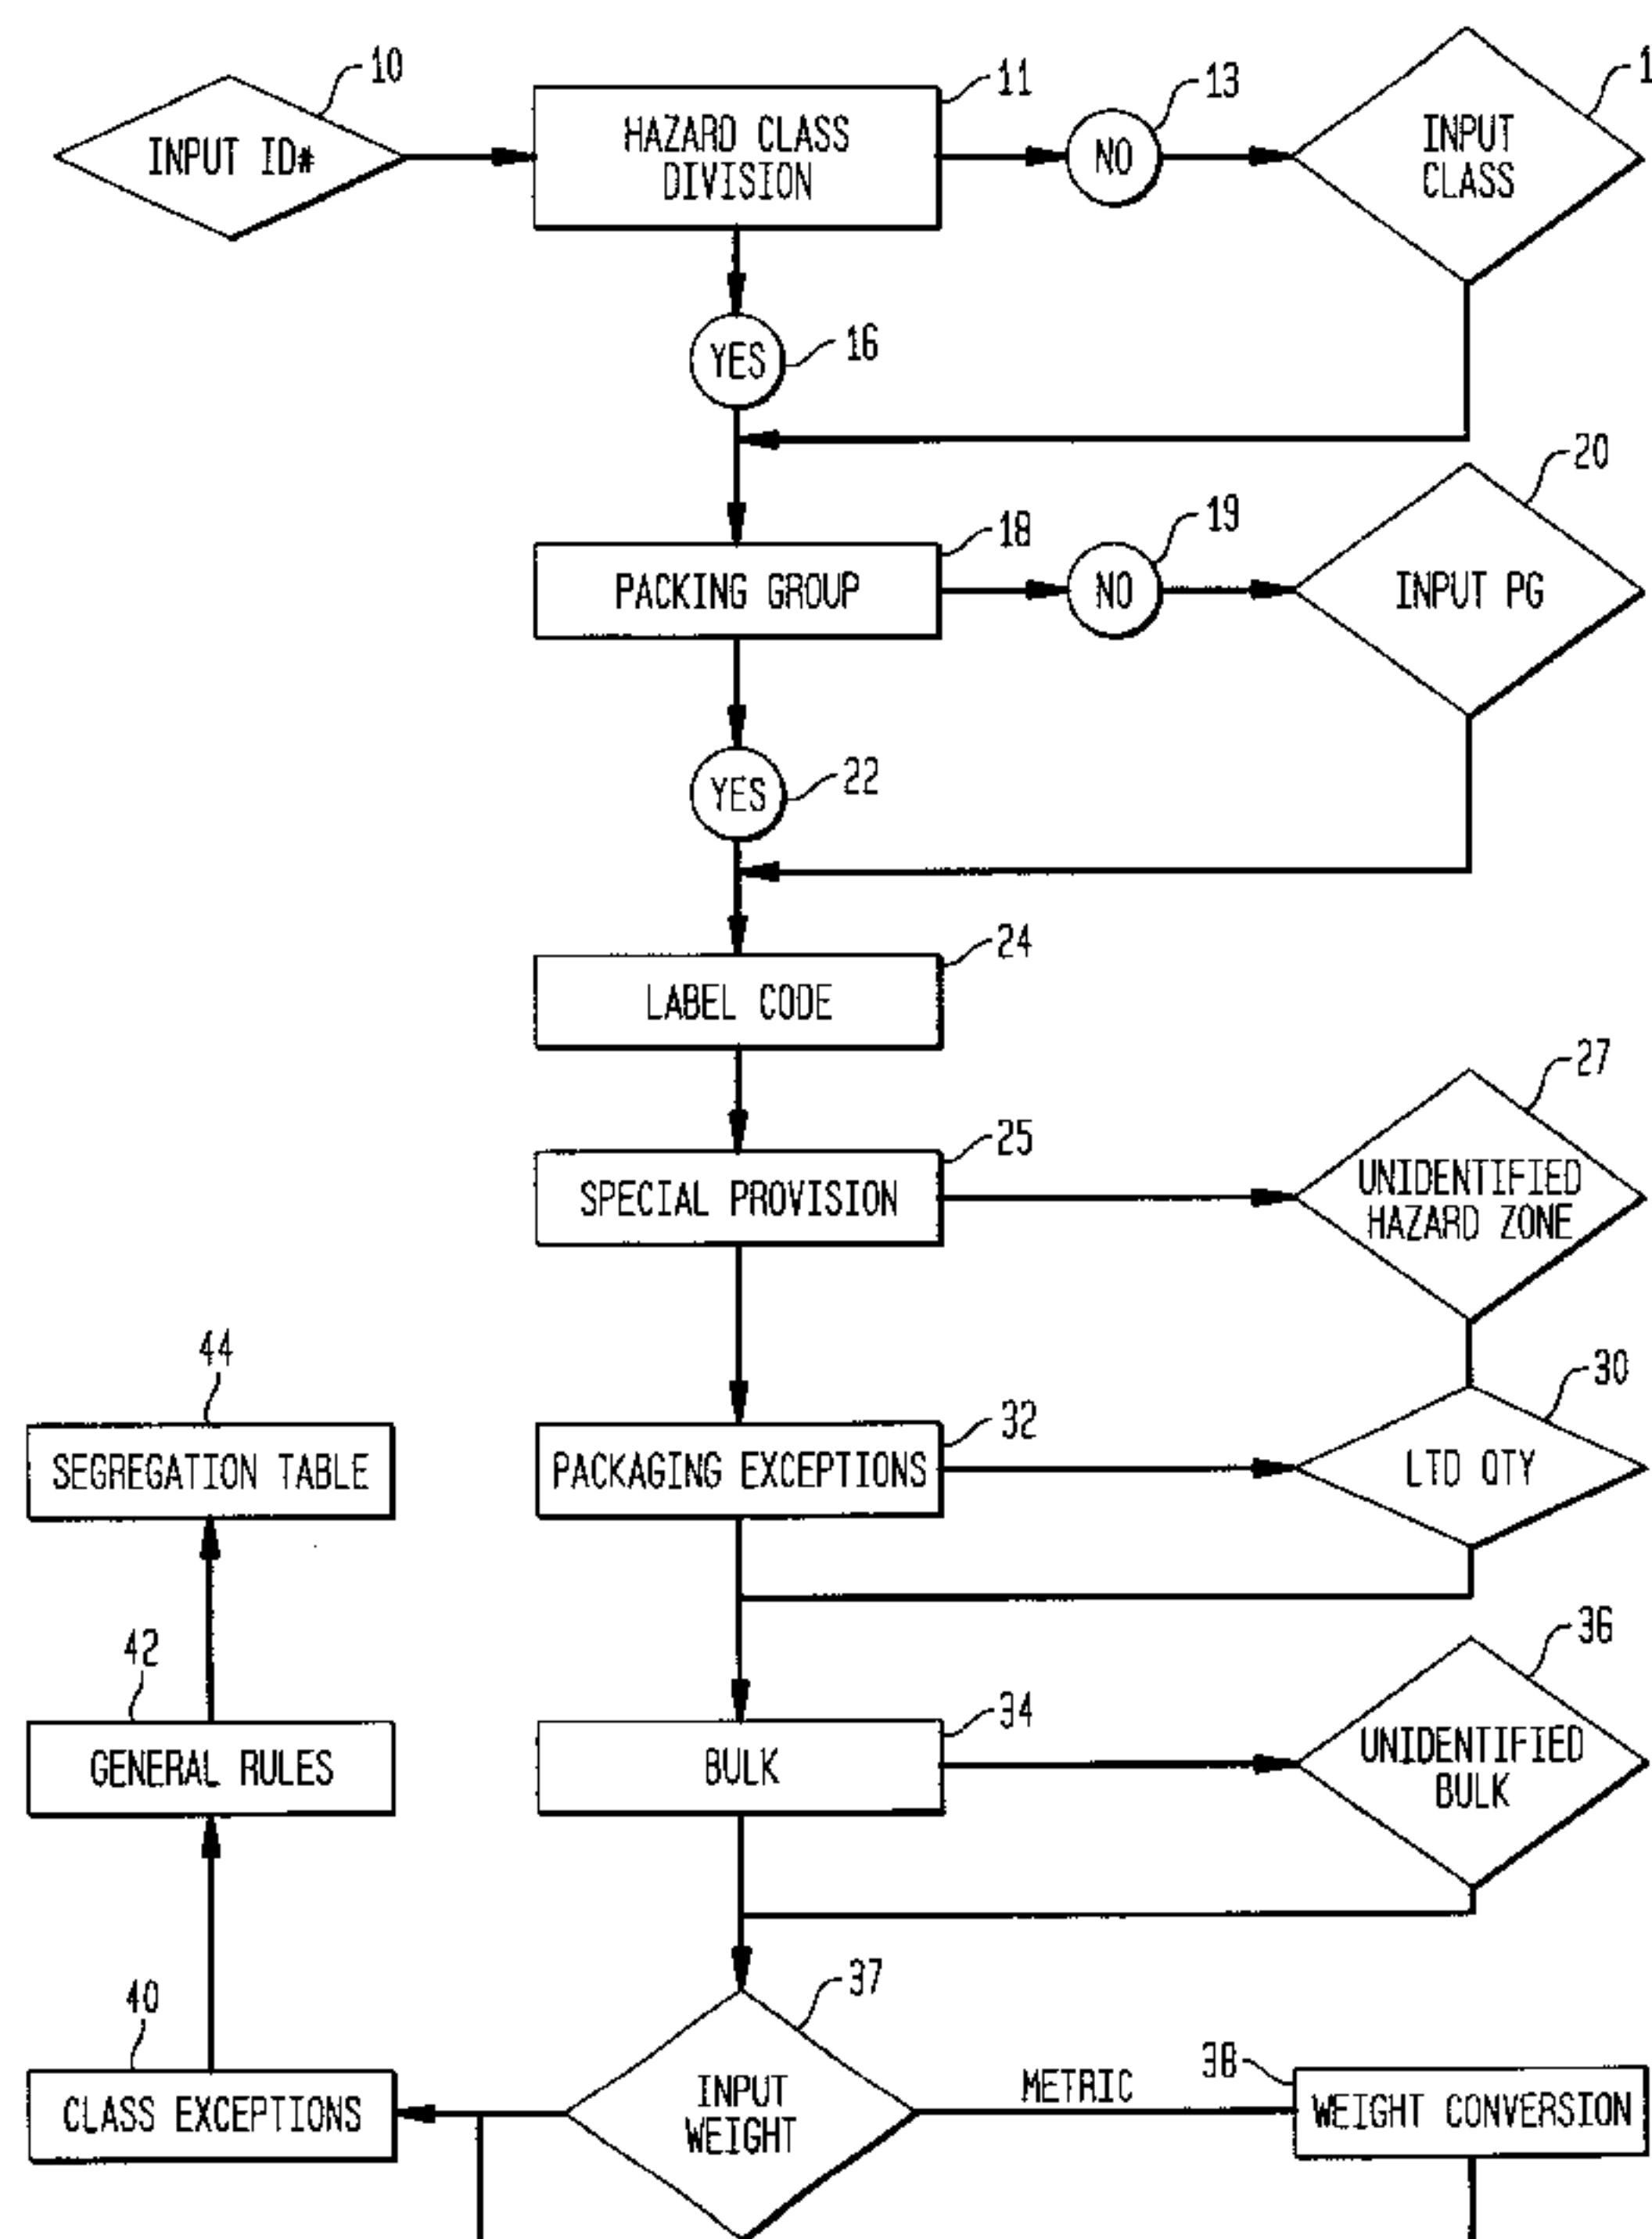 10
INPUT ID#
11
HAZARD CLASS
DIVISION
13
NO
1
INPUT
CLASS
YES
16
18
PACKING GROUP
19
NO
20
INPUT PG
YES
22
24
LABEL CODE
25
SPECIAL PROVISION
27
UNIDENTIFIED
HAZARD ZONE
44
SEGREGATION TABLE
32
PACKAGING EXCEPTIONS
30
LTD QTY
42
GENERAL RULES
34
BULK
36
UNIDENTIFIED
BULK
40
CLASS EXCEPTIONS
37
INPUT
WEIGHT
METRIC
38
WEIGHT CONVERSION